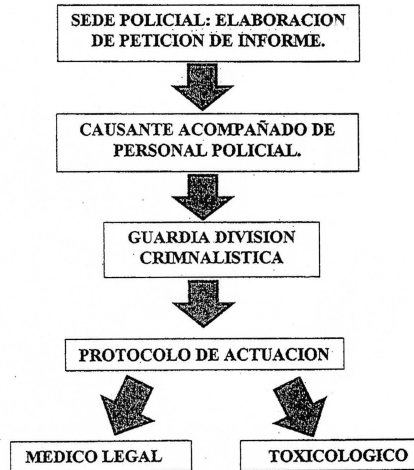 SEDE POLICIAL: ELABORACION
DE PETICION DE INFORME.
CAUSANTE ACOMPAÑADO DE
PERSONAL POLICIAL.
GUARDIA DIVISION
CRIMNALISTICA
PROTOCOLO DE ACTUACION
MEDICO LEGAL
TOXICOLOGICO